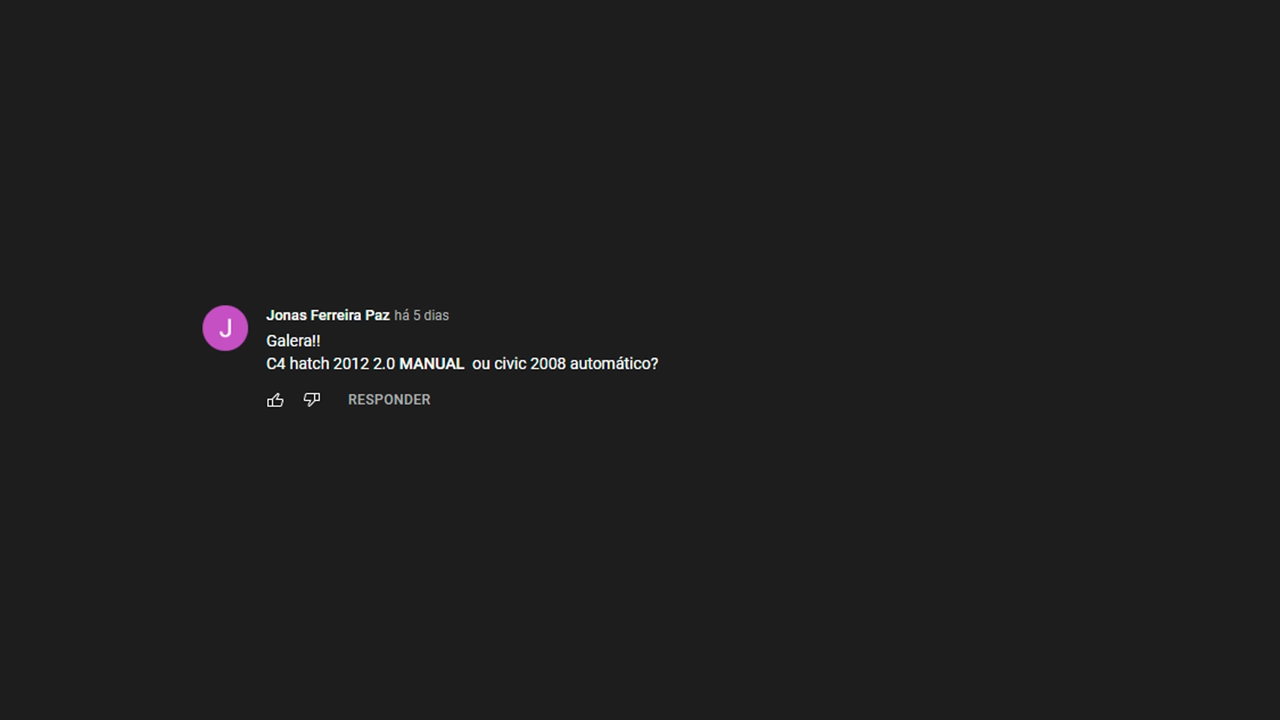 J
Jonas Ferreira Paz há 5 dias
Galera!!
C4 hatch 2012 2.0 MANUAL ou civic 2008 automático?
RESPONDER